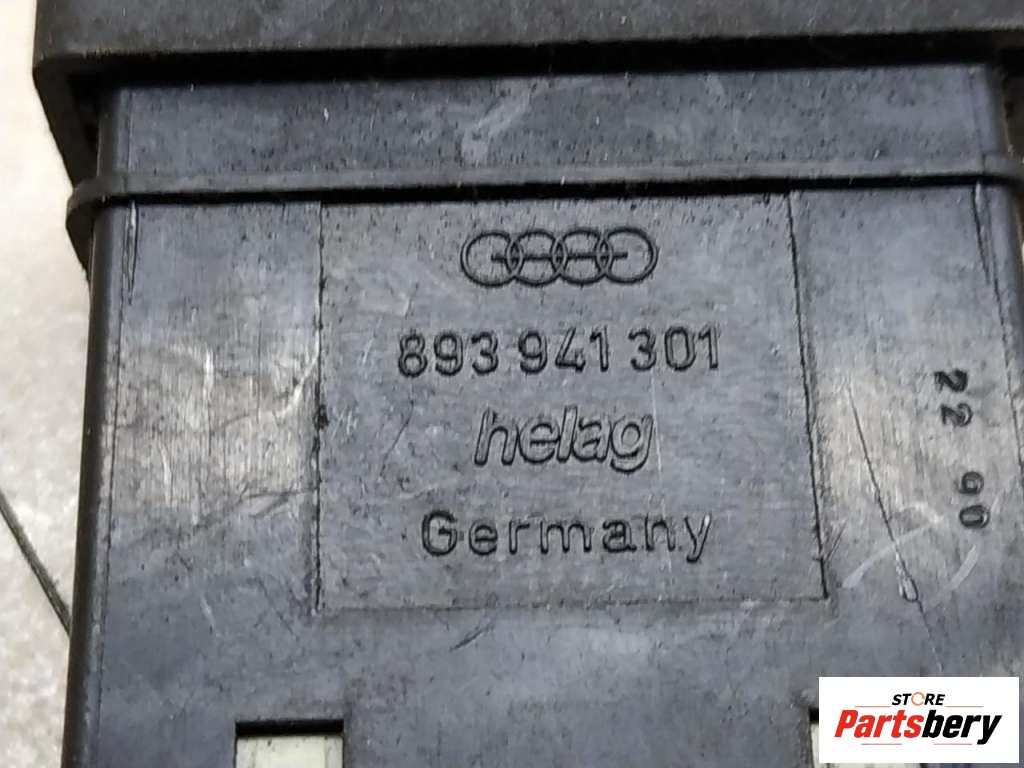 893 941 301
helag
Germany
22 90
STORE
Partsbery